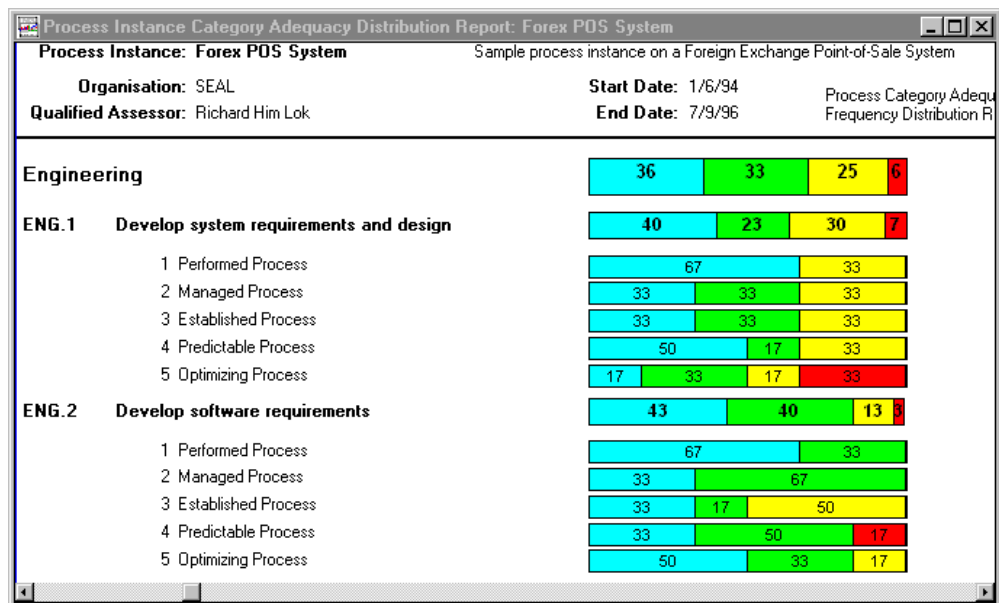 Process Instance Category Adequacy Distribution Report: Forex POS System
Process Instance: Forex POS System Sample process instance on a Foreign Exchange Point-of-Sale System
Organisation: SEAL Start Date: 1/6/94 Process Category Adequ
Qualified Assessor: Richard Him Lok End Date: 7/9/96 Frequency Distribution R
Engineering 36 33 25 6
ENG.1 Develop system requirements and design 40 23 30 7
1 Performed Process 67 33
2 Managed Process 33 33 33
3 Established Process 33 33 33
4 Predictable Process 50 17 33
5 Optimizing Process 17 33 17 33
ENG.2 Develop software requirements 43 40 13 3
1 Performed Process 67 33
2 Managed Process 33 67
3 Established Process 33 17 50
4 Predictable Process 33 50 17
5 Optimizing Process 50 33 17